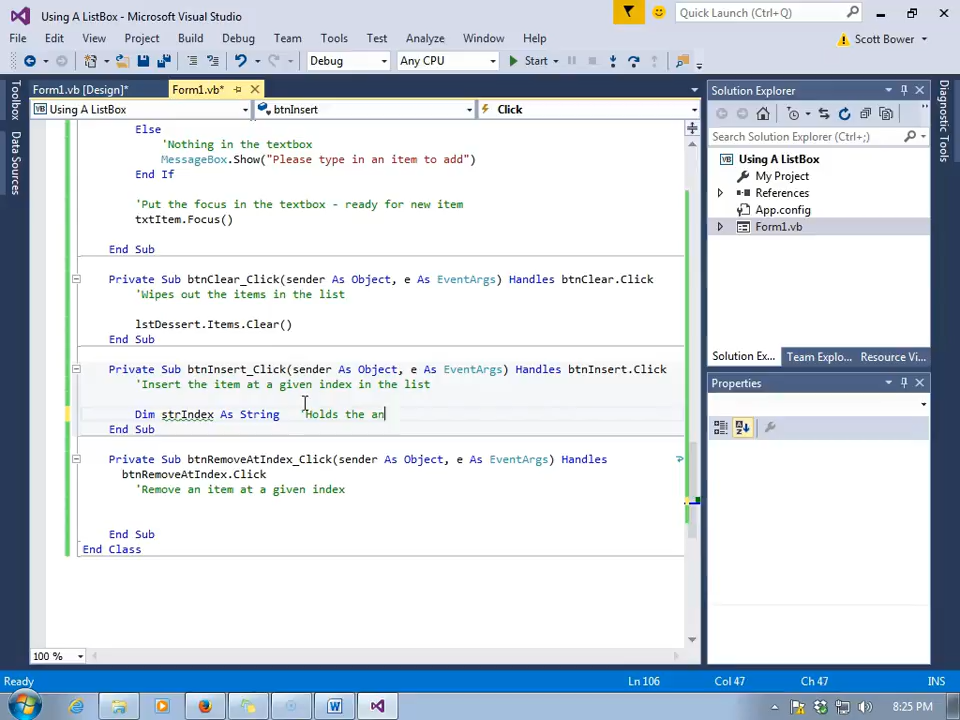 Using A ListBox - Microsoft Visual Studio
Quick Launch (Ctrl+Q)
File Edit View Project Build Debug Team Tools Test Analyze Window Help
Scott Bower
Debug Any CPU Start
Toolbox
Data Sources
Form1.vb [Design]* Form1.vb*
Using A ListBox btnInsert Click
Else
'Nothing in the textbox
MessageBox.Show("Please type in an item to add")
End If
'Put the focus in the textbox - ready for new item
txtItem.Focus()
End Sub
Private Sub btnClear_Click(sender As Object, e As EventArgs) Handles btnClear.Click
'Wipes out the items in the list
lstDessert.Items.Clear()
End Sub
Private Sub btnInsert_Click(sender As Object, e As EventArgs) Handles btnInsert.Click
'Insert the item at a given index in the list
Dim strIndex As String 'Holds the an
End Sub
Private Sub btnRemoveAtIndex_Click(sender As Object, e As EventArgs) Handles
btnRemoveAtIndex.Click
'Remove an item at a given index
End Sub
End Class
100 %
Solution Explorer
Search Solution Explorer (Ctrl+;)
Using A ListBox
My Project
References
App.config
Form1.vb
Solution Ex... Team Explo... Resource Vi...
Properties
Diagnostic Tools
Ready Ln 106 Col 47 Ch 47 INS
8:25 PM